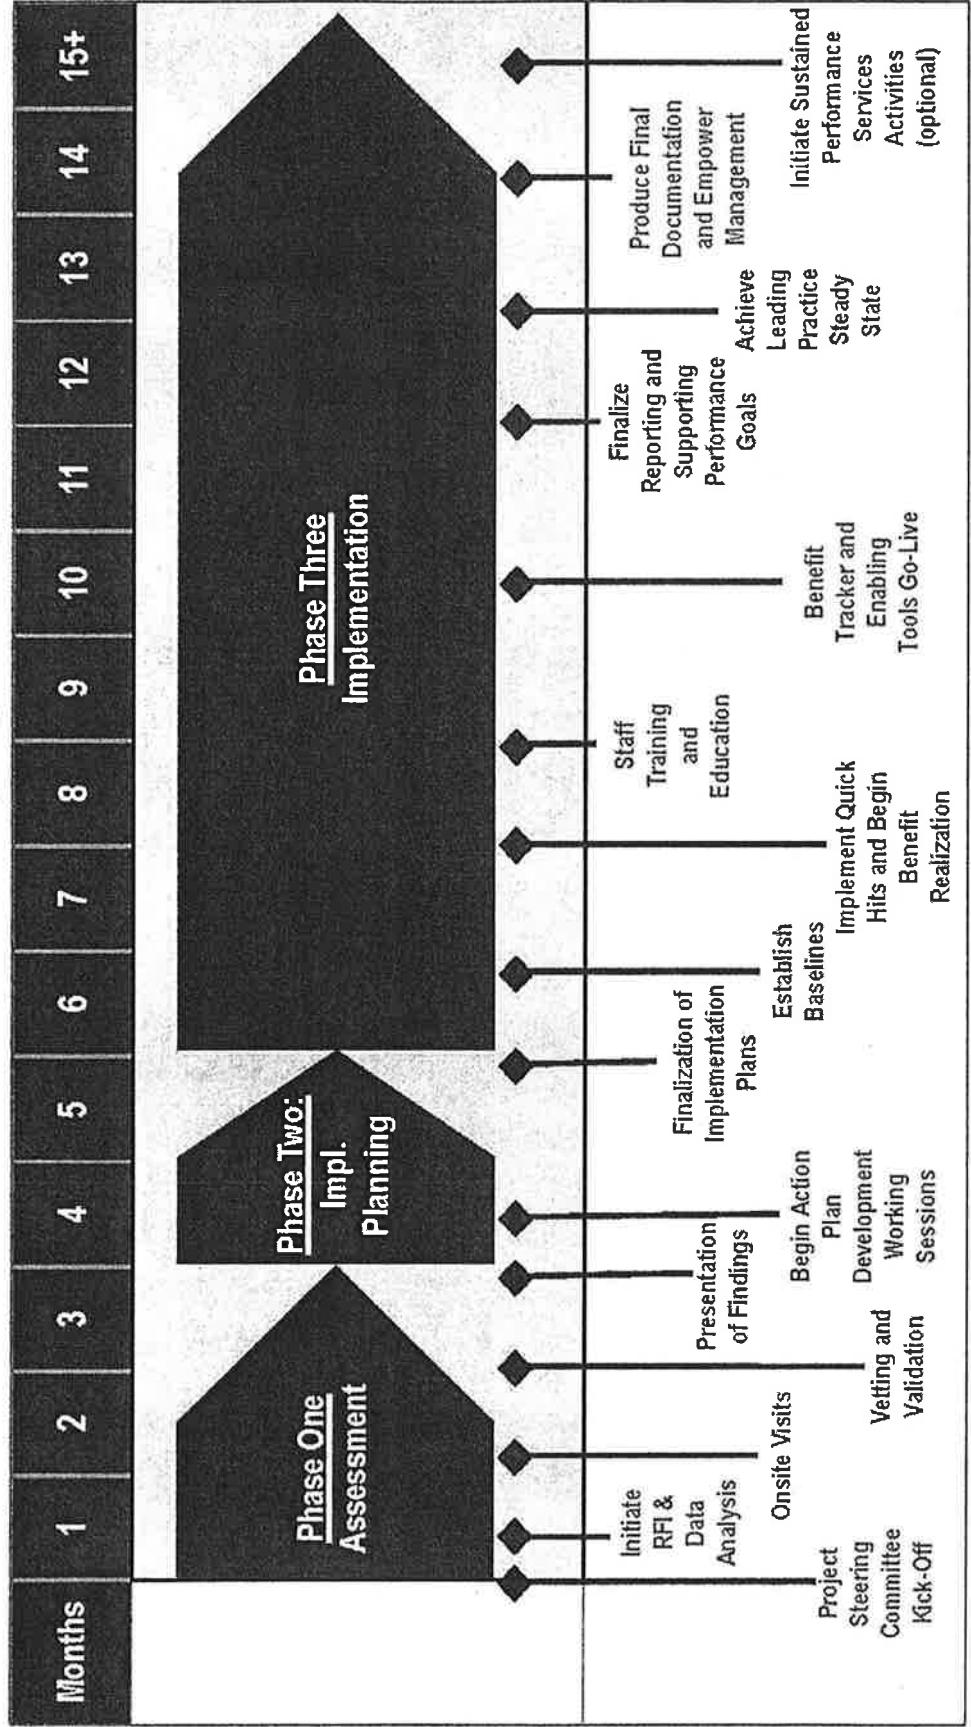 Months
1
2
3
4
5
6
7
8
9
10
11
12
13
14
15+
Phase One
Assessment
Phase Two:
Impl.
Planning
Phase Three
Implementation
Project
Steering
Committee
Kick-Off
Initiate
RFI &
Data
Analysis
Onsite Visits
Vetting and
Validation
Presentation
of Findings
Begin Action
Plan
Development
Working
Sessions
Finalization of
Implementation
Plans
Establish
Baselines
Implement Quick
Hits and Begin
Benefit
Realization
Staff
Training
and
Education
Benefit
Tracker and
Enabling
Tools Go-Live
Finalize
Reporting and
Supporting
Performance
Goals
Achieve
Leading
Practice
Steady
State
Produce Final
Documentation
and Empower
Management
Initiate Sustained
Performance
Services
Activities
(optional)